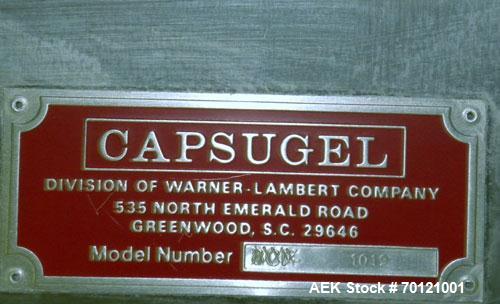 CAPSUGEL
DIVISION OF WARNER-LAMBERT COMPANY
535 NORTH EMERALD ROAD
GREENWOOD, S.C. 29646
Model Number
AEK Stock # 70121001